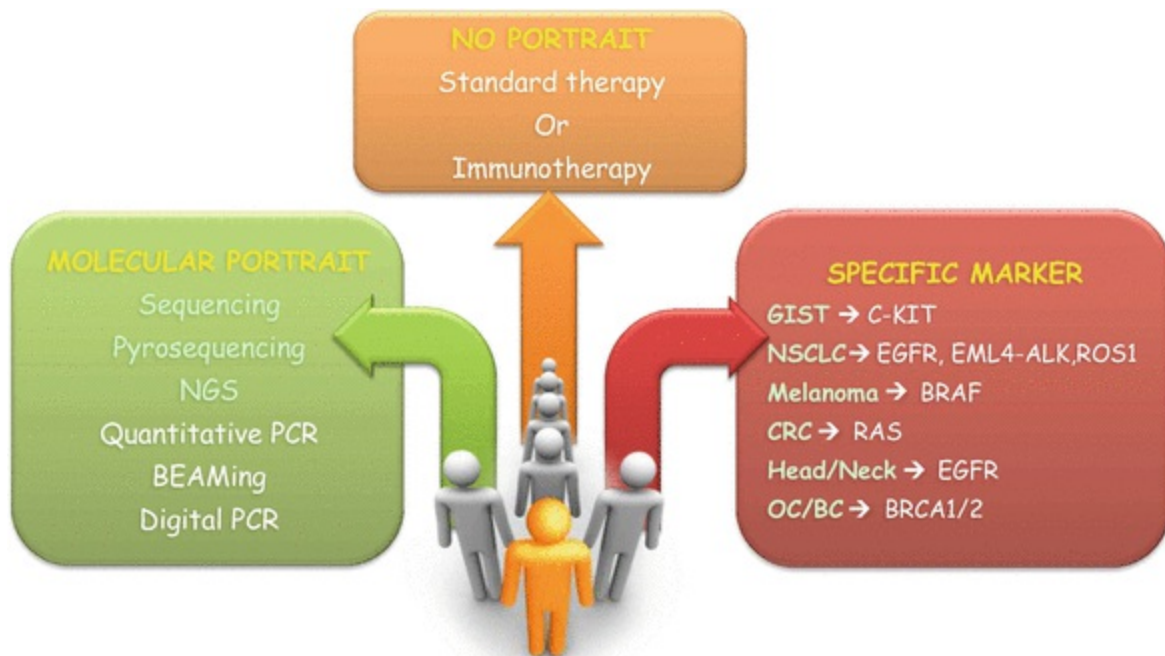 NO PORTRAIT
Standard therapy
Or
Immunotherapy
MOLECULAR PORTRAIT
Sequencing
Pyrosequencing
NGS
Quantitative PCR
BEAMing
Digital PCR
SPECIFIC MARKER
GIST → C-KIT
NSCLC → EGFR, EML4-ALK,ROS1
Melanoma → BRAF
CRC → RAS
Head/Neck → EGFR
OC/BC → BRCA1/2